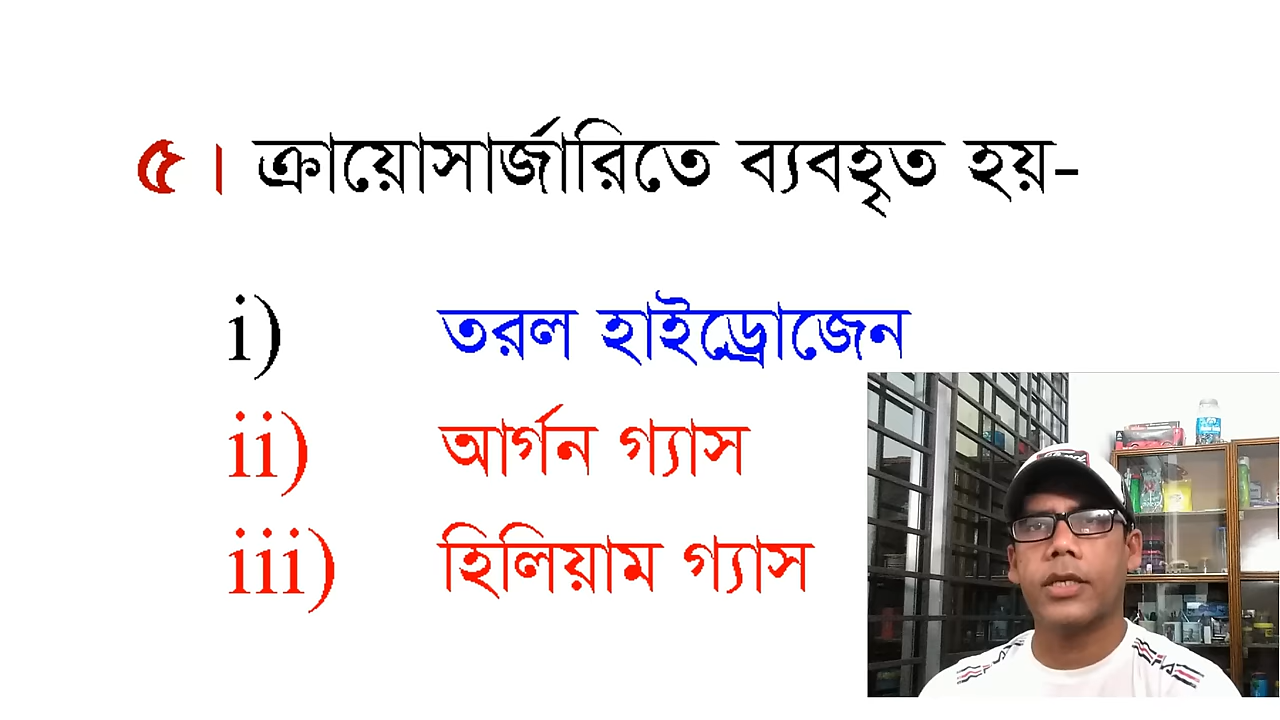 ৫। ক্রায়োসার্জারিতে ব্যবহৃত হয়-
i) তরল হাইড্রোজেন
ii) আর্গন গ্যাস
iii) হিলিয়াম গ্যাস